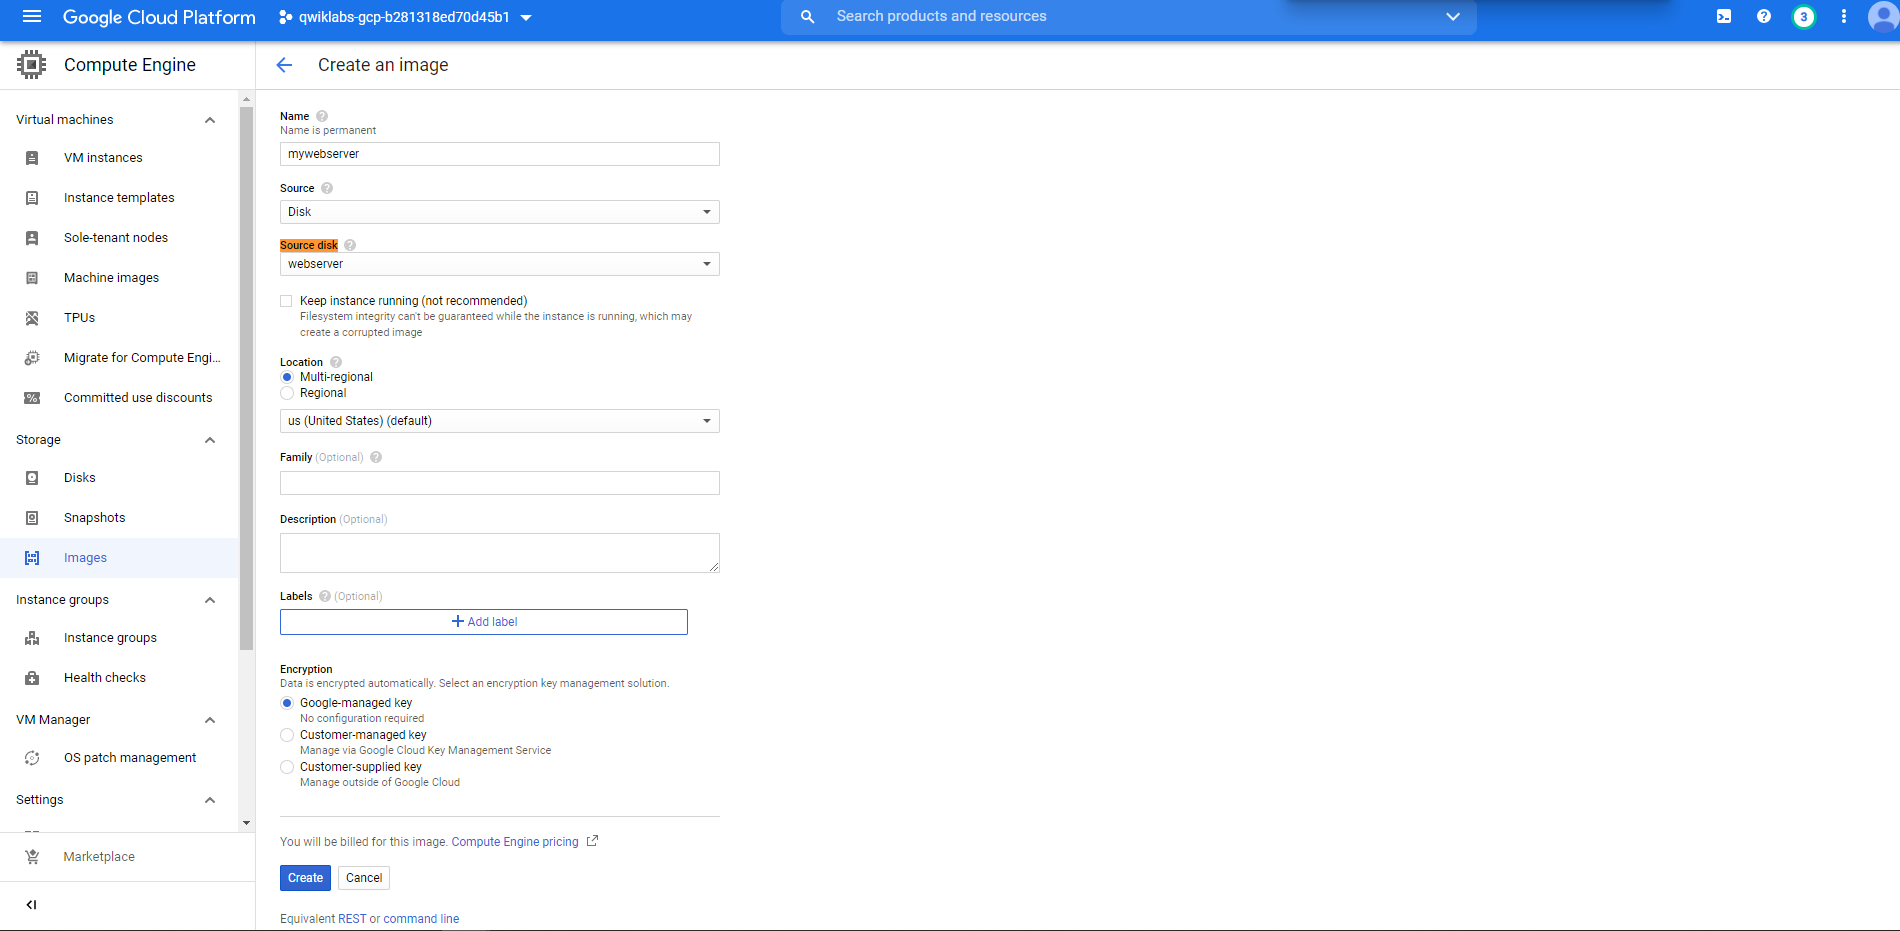 Google Cloud Platform
qwiklabs-gcp-b281318ed70d45b1
Search products and resources
3
Compute Engine
Create an image
Virtual machines
VM instances
Instance templates
Sole-tenant nodes
Machine images
TPUs
Migrate for Compute Engi...
Committed use discounts
Storage
Disks
Snapshots
Images
Instance groups
Instance groups
Health checks
VM Manager
OS patch management
Settings
Marketplace
Name
Name is permanent
mywebserver
Source
Disk
Source disk
webserver
Keep instance running (not recommended)
Filesystem integrity can't be guaranteed while the instance is running, which may
create a corrupted image
Location
Multi-regional
Regional
us (United States) (default)
Family (Optional)
Description (Optional)
Labels (Optional)
Add label
Encryption
Data is encrypted automatically. Select an encryption key management solution.
Google-managed key
No configuration required
Customer-managed key
Manage via Google Cloud Key Management Service
Customer-supplied key
Manage outside of Google Cloud
You will be billed for this image. Compute Engine pricing
Create Cancel
Equivalent REST or command line